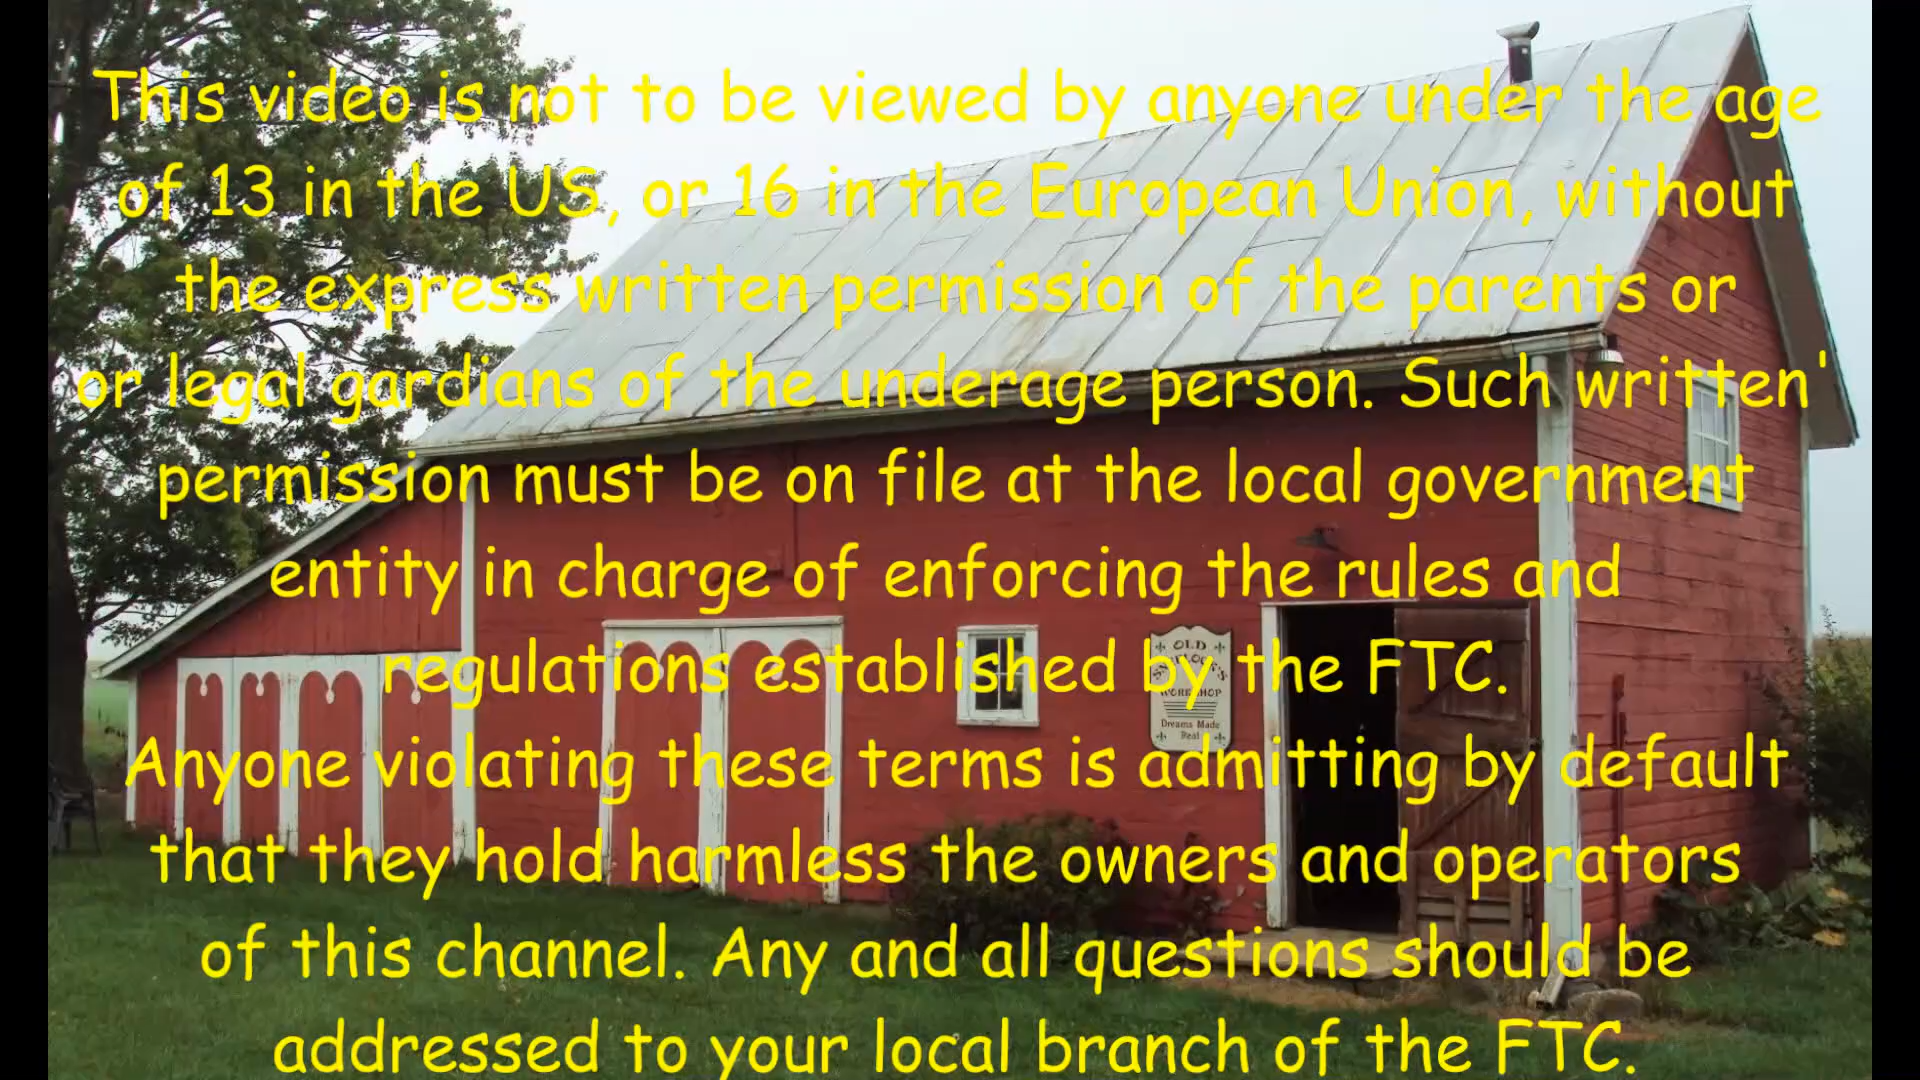 This video is not to be viewed by anyone under the age
of 13 in the US, or 16 in the European Union, without
the express written permission of the parents or
or legal gardians of the underage person. Such written'
permission must be on file at the local government
entity in charge of enforcing the rules and
regulations established by the FTC.
Anyone violating these terms is admitting by default
that they hold harmless the owners and operators
of this channel. Any and all questions should be
addressed to your local branch of the FTC.
OLD
WORKSHOP
Dreams Made
Real